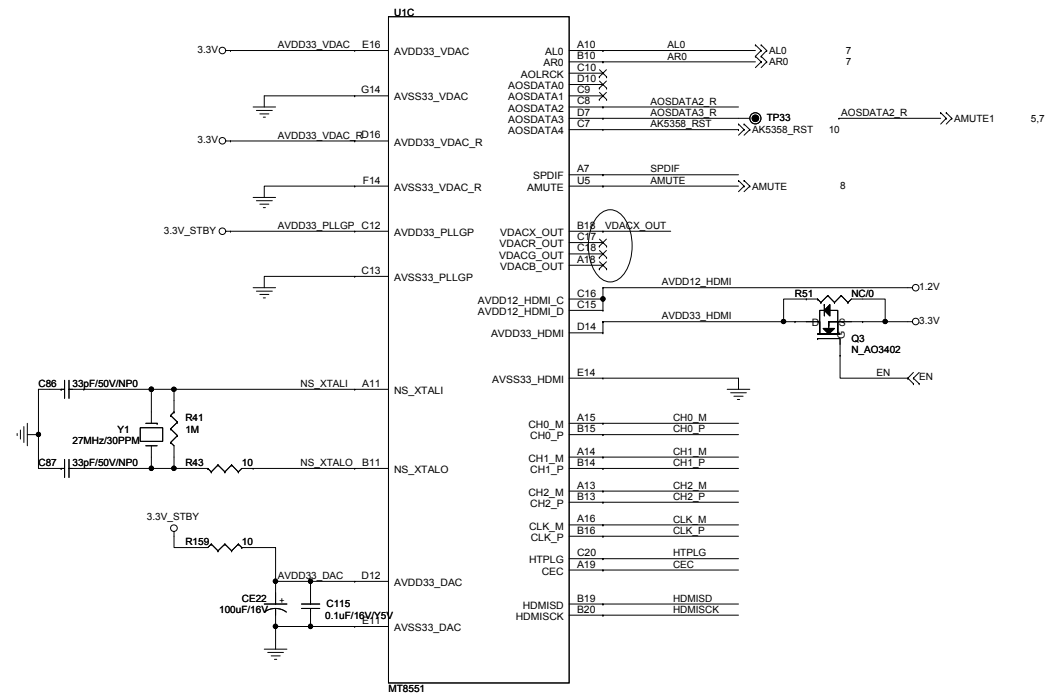 U1C
3.3V AVDD33_VDAC E16 AVDD33_VDAC
G14 AVSS33_VDAC
3.3V AVDD33_VDAC_R D16 AVDD33_VDAC_R
F14 AVSS33_VDAC_R
3.3V_STBY AVDD33_PLLGP C12 AVDD33_PLLGP
C13 AVSS33_PLLGP
C86 33pF/50V/NP0 NS_XTALI A11 NS_XTALI
R41
1M
Y1
27MHz/30PPM
C87 33pF/50V/NP0 R43 10 NS_XTALO B11 NS_XTALO
3.3V_STBY
R159 10
AVDD33_DAC D12 AVDD33_DAC
CE22
100uF/16V
+
C115
0.1uF/16V/Y5V
E11 AVSS33_DAC
MT8551
AL0 A10 AL0 AL0 7
AR0 B10 AR0 AR0 7
AOLRCK C10
AOSDATA0 D10
AOSDATA1 C9
AOSDATA2 C8 AOSDATA2_R
AOSDATA3 D7 AOSDATA3_R TP33
AOSDATA4 C7 AK5358_RST AK5358_RST 10
AOSDATA2_R AMUTE1 5,7
SPDIF A7 SPDIF
AMUTE U5 AMUTE AMUTE 8
VDACX_OUT B18 VDACX_OUT
VDACR_OUT C17
VDACG_OUT C18
VDACB_OUT A18
AVDD12_HDMI 1.2V
AVDD12_HDMI_C C16
AVDD12_HDMI_D C15
AVDD33_HDMI D14 AVDD33_HDMI 3.3V
R51 NC/0
D S
G
Q3
N_AO3402
EN EN
AVSS33_HDMI E14
CH0_M A15 CH0_M
CH0_P B15 CH0_P
CH1_M A14 CH1_M
CH1_P B14 CH1_P
CH2_M A13 CH2_M
CH2_P B13 CH2_P
CLK_M A16 CLK_M
CLK_P B16 CLK_P
HTPLG C20 HTPLG
CEC A19 CEC
HDMISD B19 HDMISD
HDMISCK B20 HDMISCK